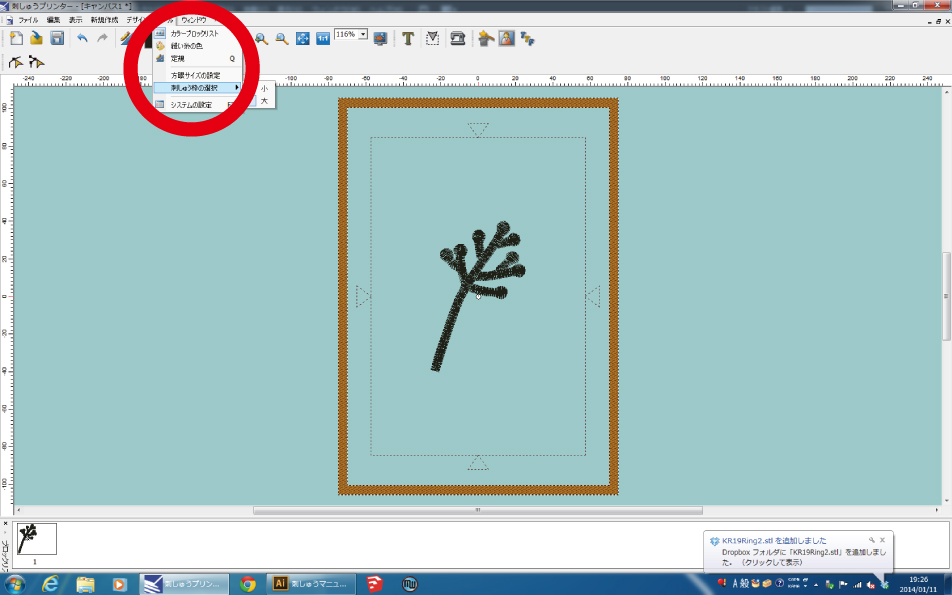 刺しゅうプリンター - [キャンバス1 *]
ファイル 編集 表示 新規作成 デザイ ル ウィンドウ
116%
カラーブロックリスト
縫い糸の色
定規 Q
方眼サイズの設定
刺しゅう枠の選択
小
大
システムの設定
-240 -220 -200 -100 -80 -60 -40 -20 0 20 40 60 80 100 120 140 160 180 200 220 240
1
KR19Ring2.stl を追加しました
Dropbox フォルダに「KR19Ring2.stl」を追加しまし
た。（クリックして表示）
刺しゅうプリン...
刺しゅうマニュ...
A 般
19:26
2014/01/11